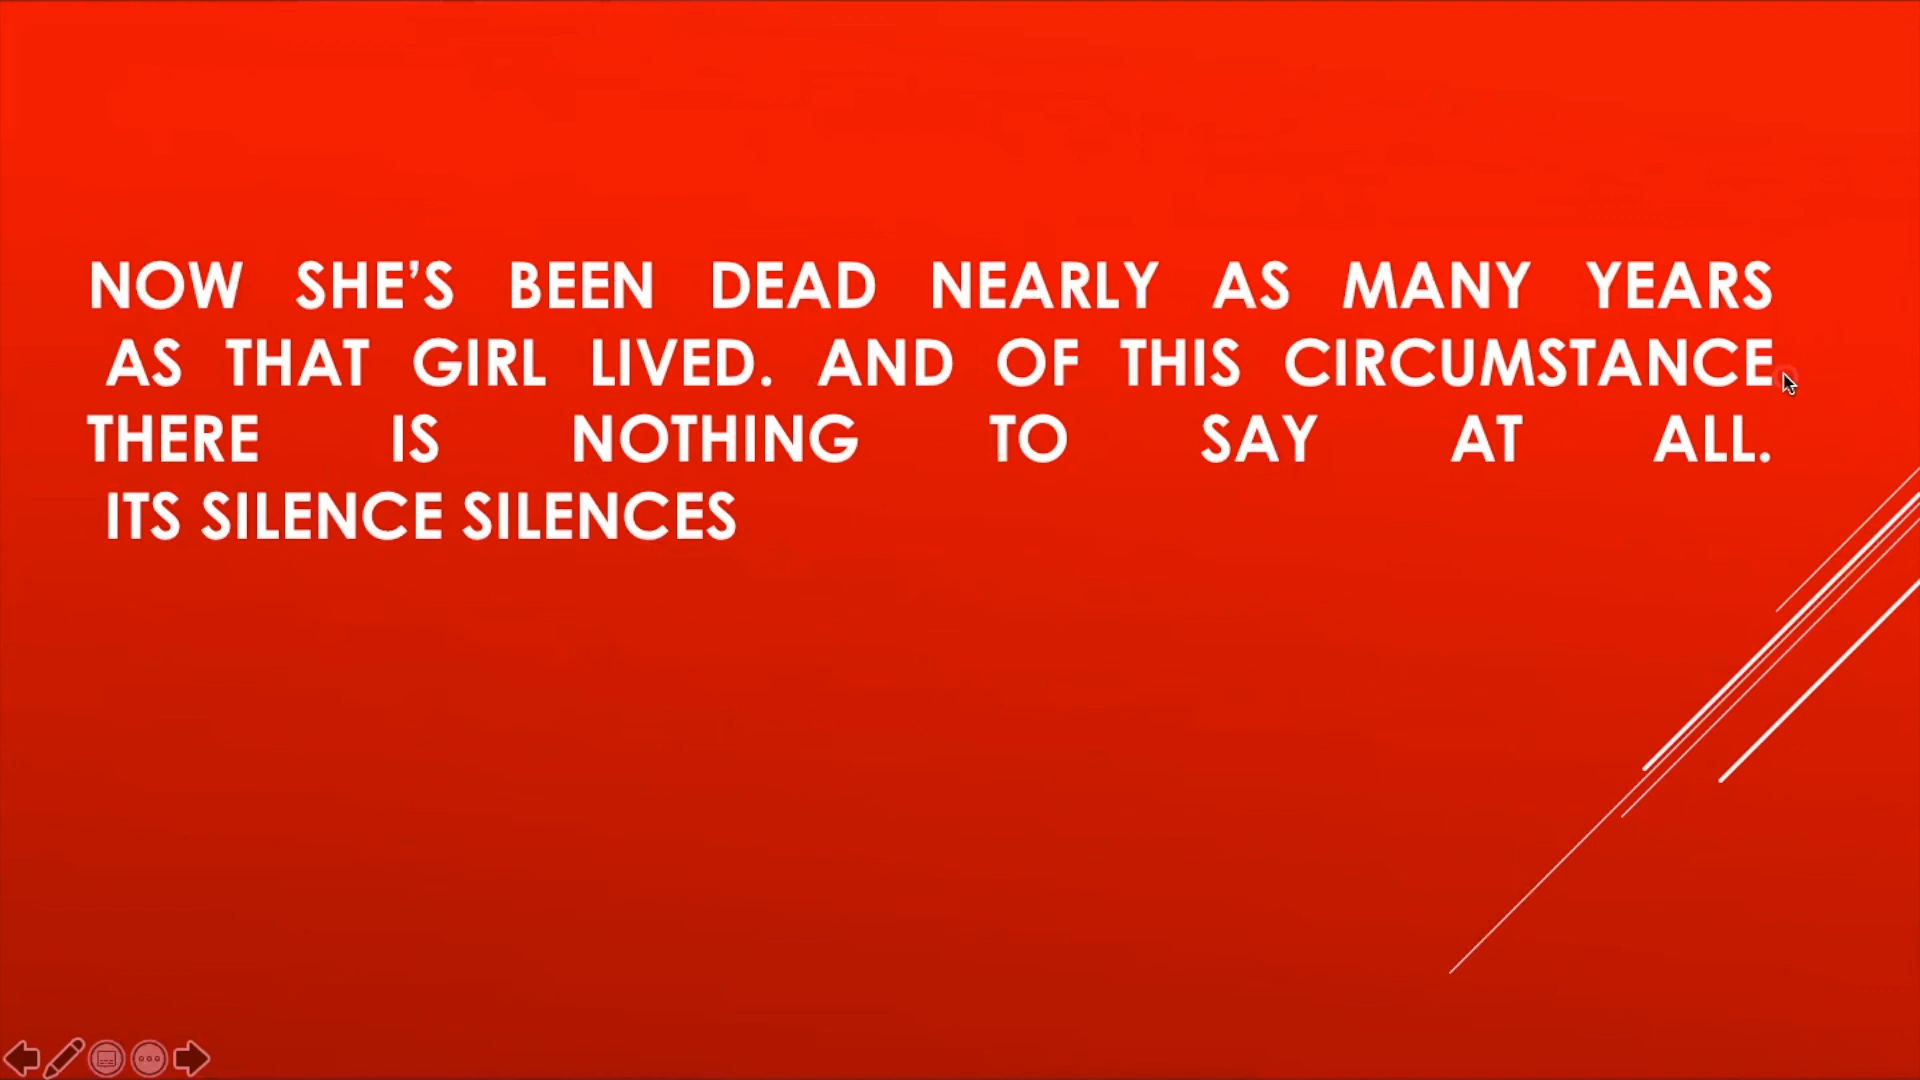 NOW SHE’S BEEN DEAD NEARLY AS MANY YEARS
AS THAT GIRL LIVED. AND OF THIS CIRCUMSTANCE
THERE IS NOTHING TO SAY AT ALL.
ITS SILENCE SILENCES